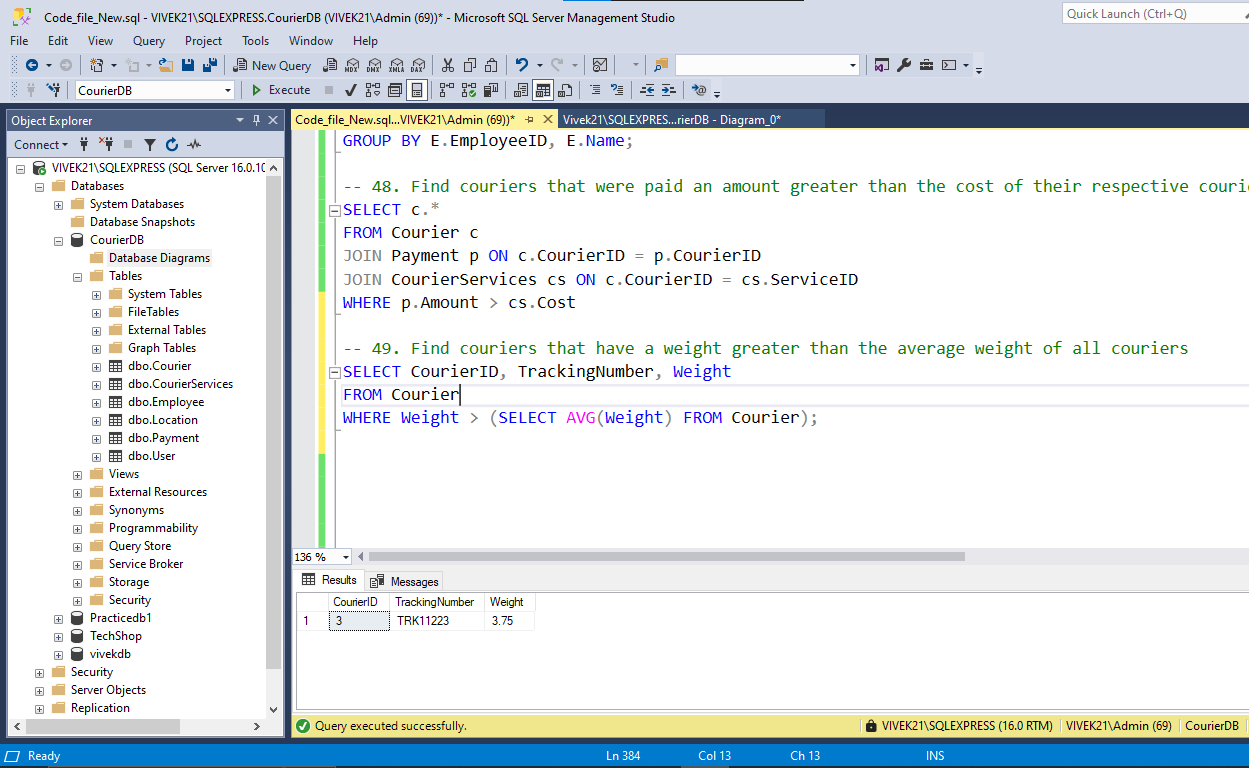 Code_file_New.sql - VIVEK21\SQLEXPRESS.CourierDB (VIVEK21\Admin (69))* - Microsoft SQL Server Management Studio
Quick Launch (Ctrl+Q)
File Edit View Query Project Tools Window Help
New Query
MDX DMX XMLA DAX
CourierDB
Execute
Object Explorer
Connect
VIVEK21\SQLEXPRESS (SQL Server 16.0.10
Databases
System Databases
Database Snapshots
CourierDB
Database Diagrams
Tables
System Tables
FileTables
External Tables
Graph Tables
dbo.Courier
dbo.CourierServices
dbo.Employee
dbo.Location
dbo.Payment
dbo.User
Views
External Resources
Synonyms
Programmability
Query Store
Service Broker
Storage
Security
Practicedb1
TechShop
vivekdb
Security
Server Objects
Replication
Code_file_New.sql...VIVEK21\Admin (69))*
Vivek21\SQLEXPRES...rierDB - Diagram_0*
GROUP BY E.EmployeeID, E.Name;
-- 48. Find couriers that were paid an amount greater than the cost of their respective couri
SELECT c.*
FROM Courier c
JOIN Payment p ON c.CourierID = p.CourierID
JOIN CourierServices cs ON c.CourierID = cs.ServiceID
WHERE p.Amount > cs.Cost
-- 49. Find couriers that have a weight greater than the average weight of all couriers
SELECT CourierID, TrackingNumber, Weight
FROM Courier
WHERE Weight > (SELECT AVG(Weight) FROM Courier);
136 %
Results Messages
CourierID TrackingNumber Weight
1 3 TRK11223 3.75
Query executed successfully.
VIVEK21\SQLEXPRESS (16.0 RTM)
VIVEK21\Admin (69)
CourierDB
Ready
Ln 384
Col 13
Ch 13
INS